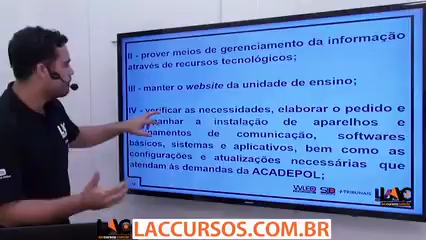 II - prover meios de gerenciamento da informação
através de recursos tecnológicos;
III - manter o website da unidade de ensino;
IV - verificar as necessidades, elaborar o pedido e
anhar a instalação de aparelhos e
amentos de comunicação, softwares
básicos, sistemas e aplicativos, bem como as
configurações e atualizações necessárias que
atendam às demandas da ACADEPOL;
LACCURSOS.COM.BR